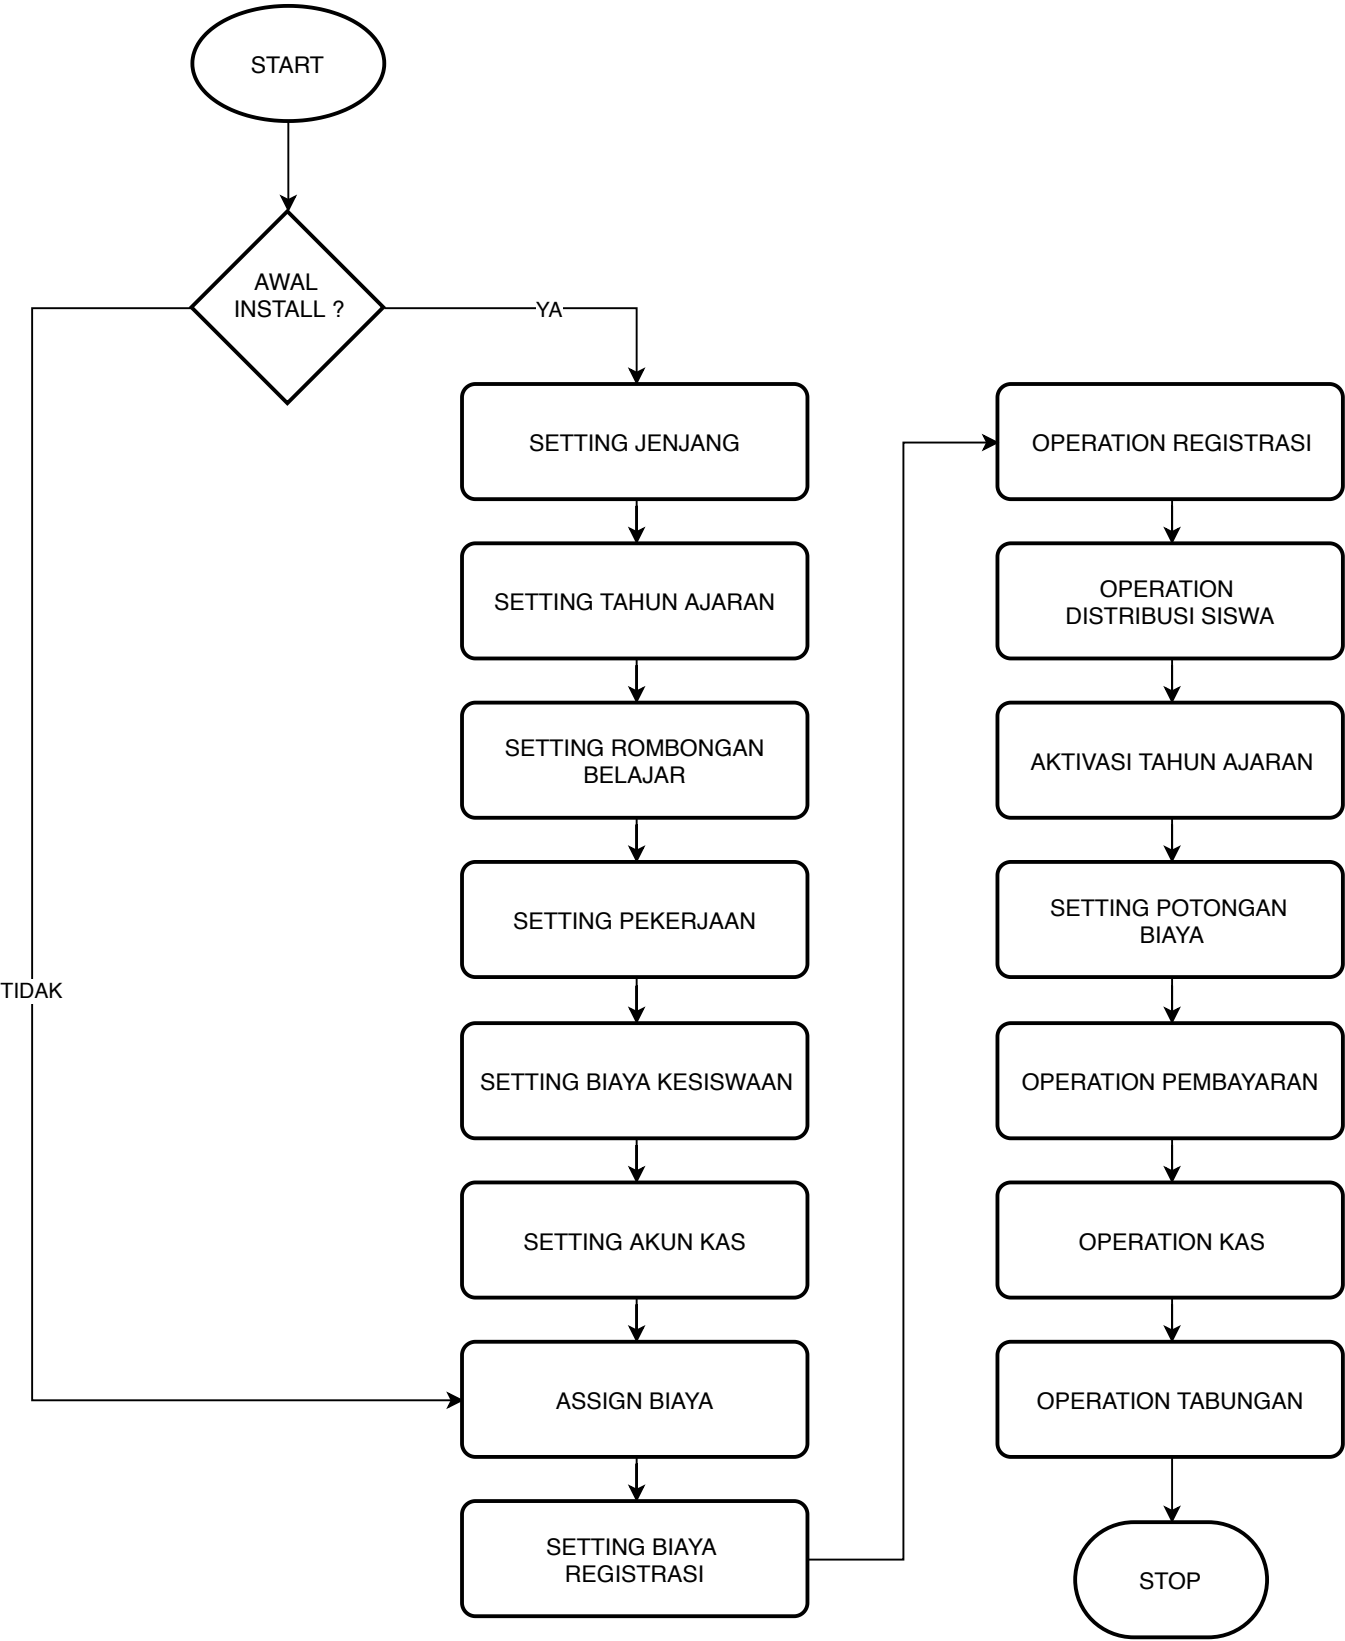 START
AWAL
INSTALL ?
YA
TIDAK
SETTING JENJANG
SETTING TAHUN AJARAN
SETTING ROMBONGAN
BELAJAR
SETTING PEKERJAAN
SETTING BIAYA KESISWAAN
SETTING AKUN KAS
ASSIGN BIAYA
SETTING BIAYA
REGISTRASI
OPERATION REGISTRASI
OPERATION
DISTRIBUSI SISWA
AKTIVASI TAHUN AJARAN
SETTING POTONGAN
BIAYA
OPERATION PEMBAYARAN
OPERATION KAS
OPERATION TABUNGAN
STOP